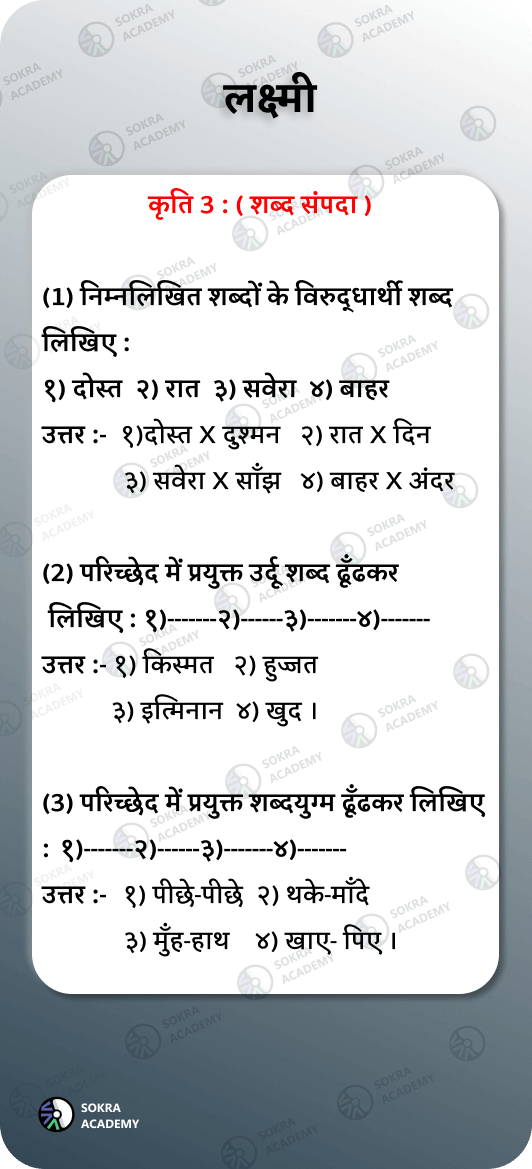 लक्ष्मी
कृति 3 : ( शब्द संपदा )
(1) निम्नलिखित शब्दों के विरुद्धार्थी शब्द
लिखिए :
१) दोस्त २) रात ३) सवेरा ४) बाहर
उत्तर :- १)दोस्त X दुश्मन २) रात X दिन
३) सवेरा X साँझ ४) बाहर X अंदर
(2) परिच्छेद में प्रयुक्त उर्दू शब्द ढूँढकर
लिखिए : १)-------२)------३)-------४)-------
उत्तर :- १) किस्मत २) हुज्जत
३) इत्मिनान ४) खुद ।
(3) परिच्छेद में प्रयुक्त शब्दयुग्म ढूँढकर लिखिए
: १)-------२)------३)-------४)-------
उत्तर :- १) पीछे-पीछे २) थके-माँदे
३) मुँह-हाथ ४) खाए- पिए ।
SOKRA
ACADEMY